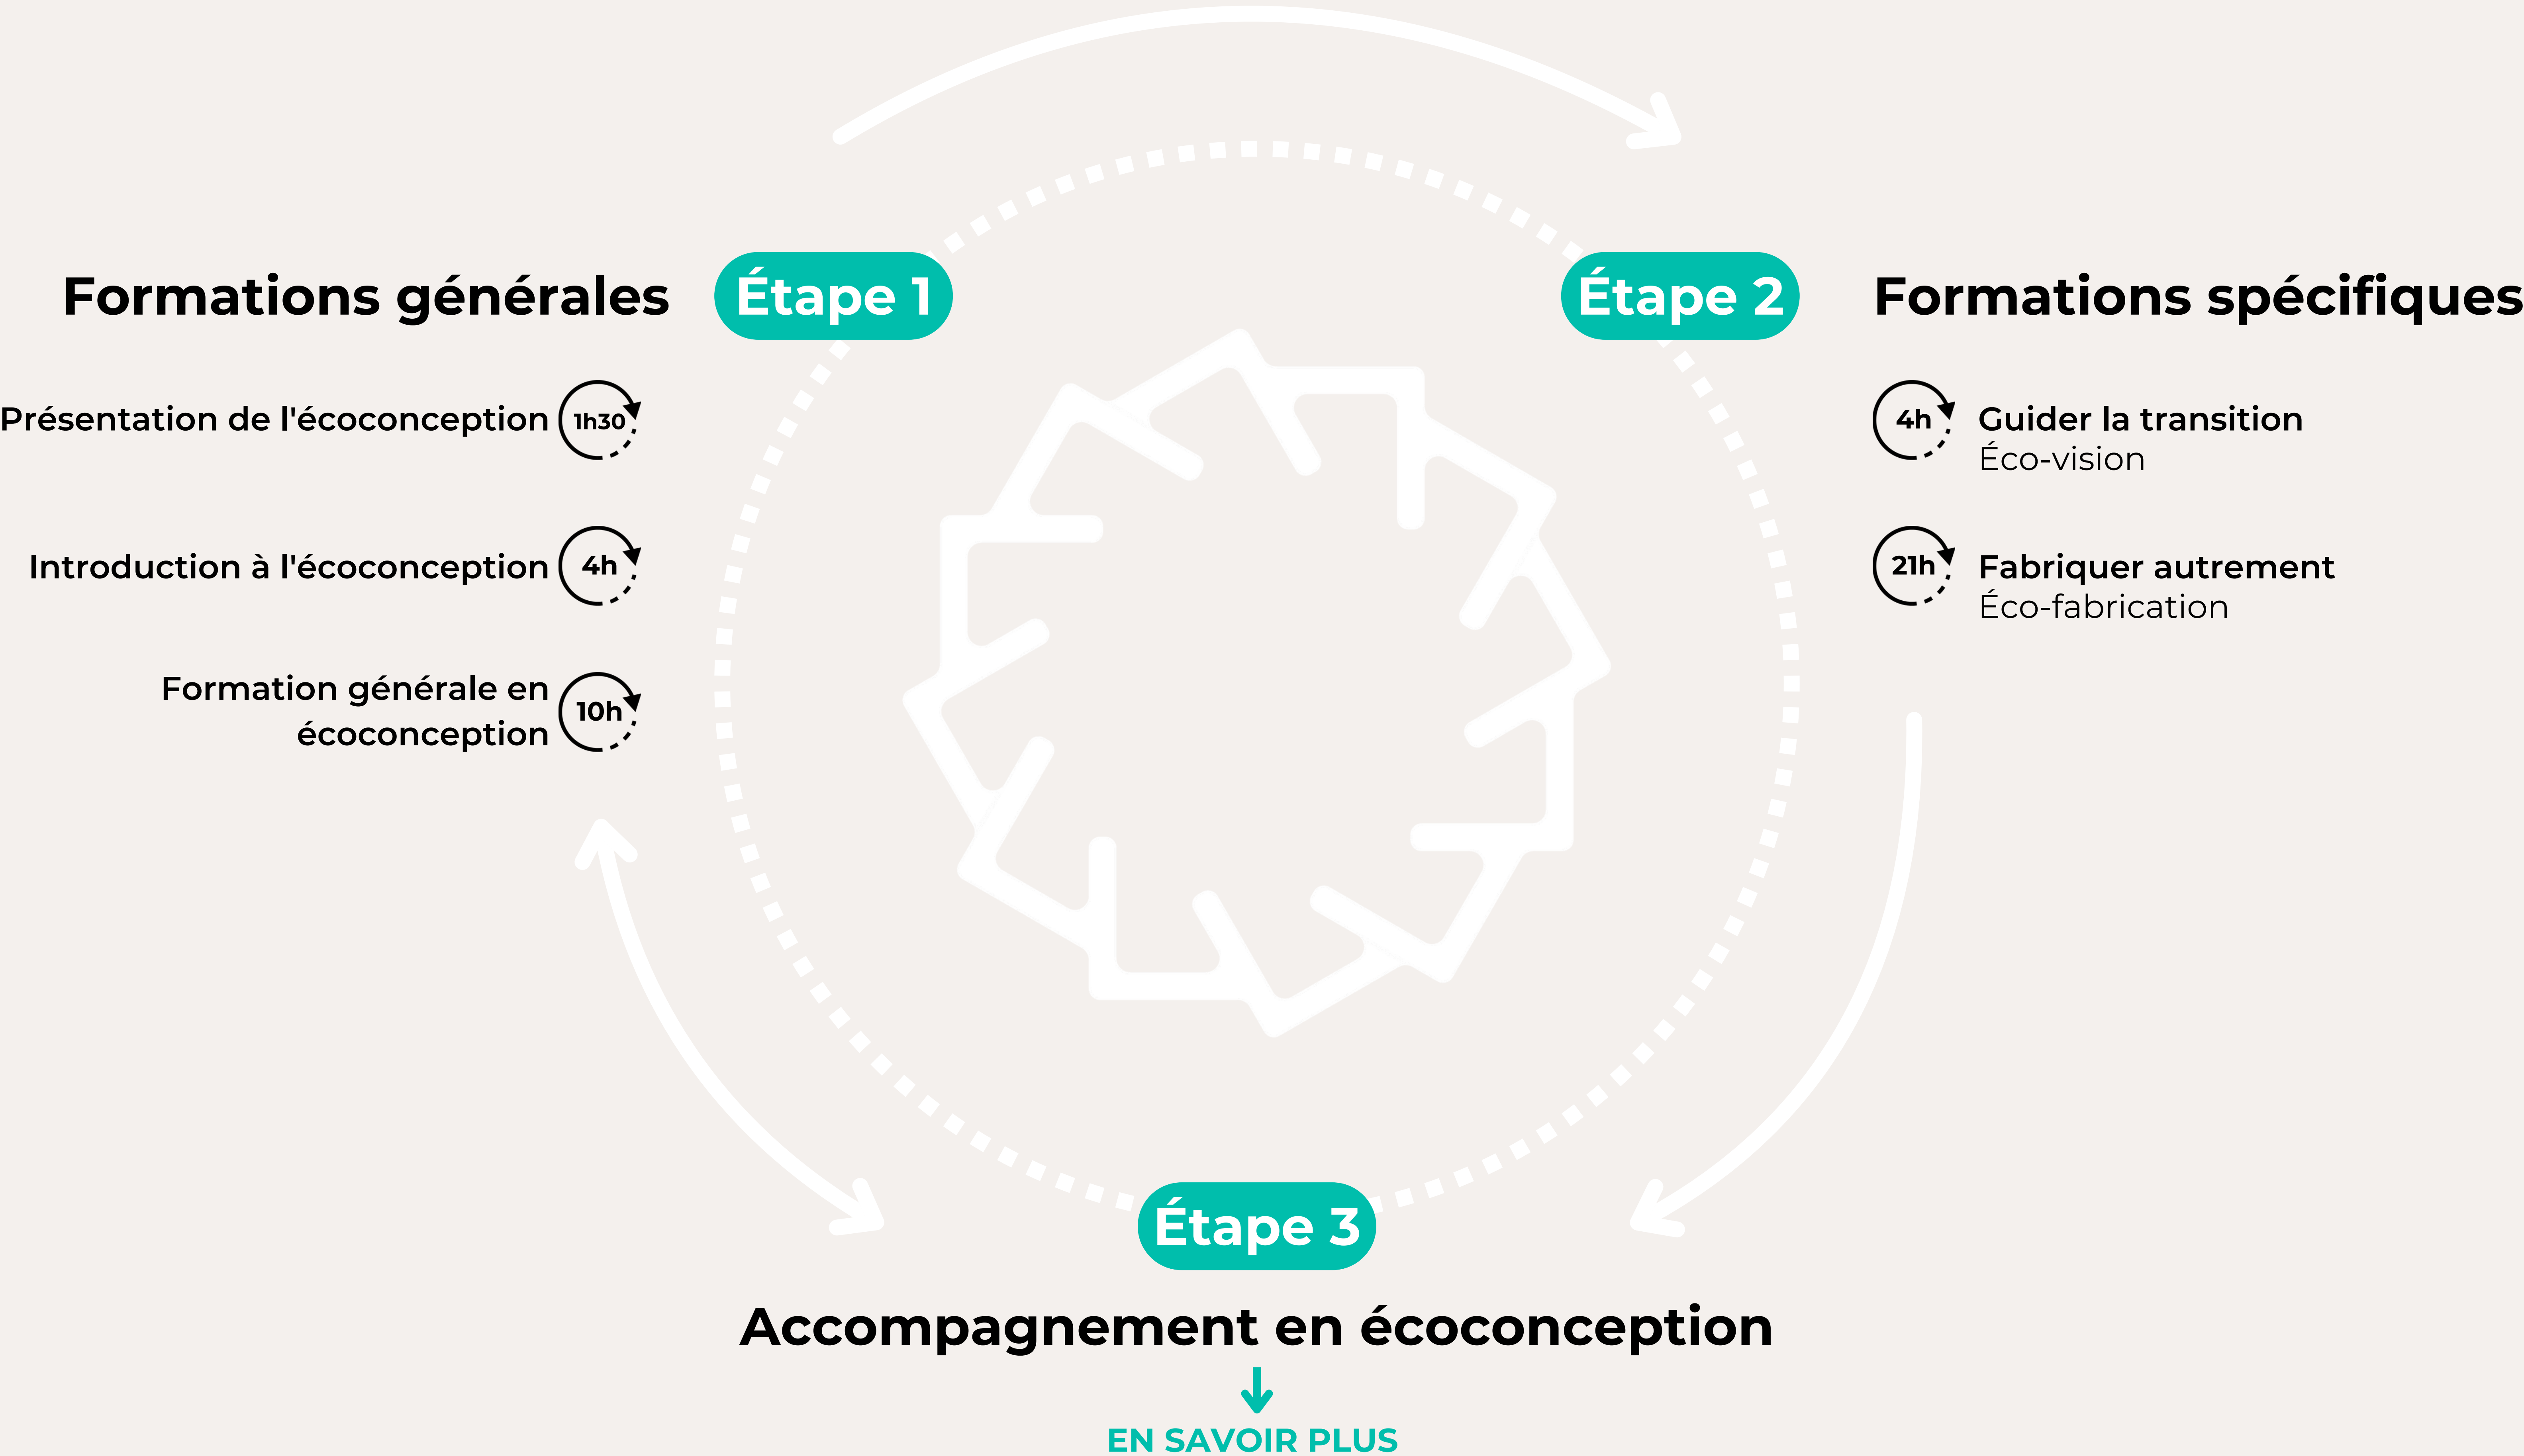 Formations générales
Étape 1
Présentation de l'écoconception
1h30
Introduction à l'écoconception
4h
Formation générale en
écoconception
10h
Étape 2
Formations spécifiques
4h
Guider la transition
Éco-vision
21h
Fabriquer autrement
Éco-fabrication
Étape 3
Accompagnement en écoconception
EN SAVOIR PLUS